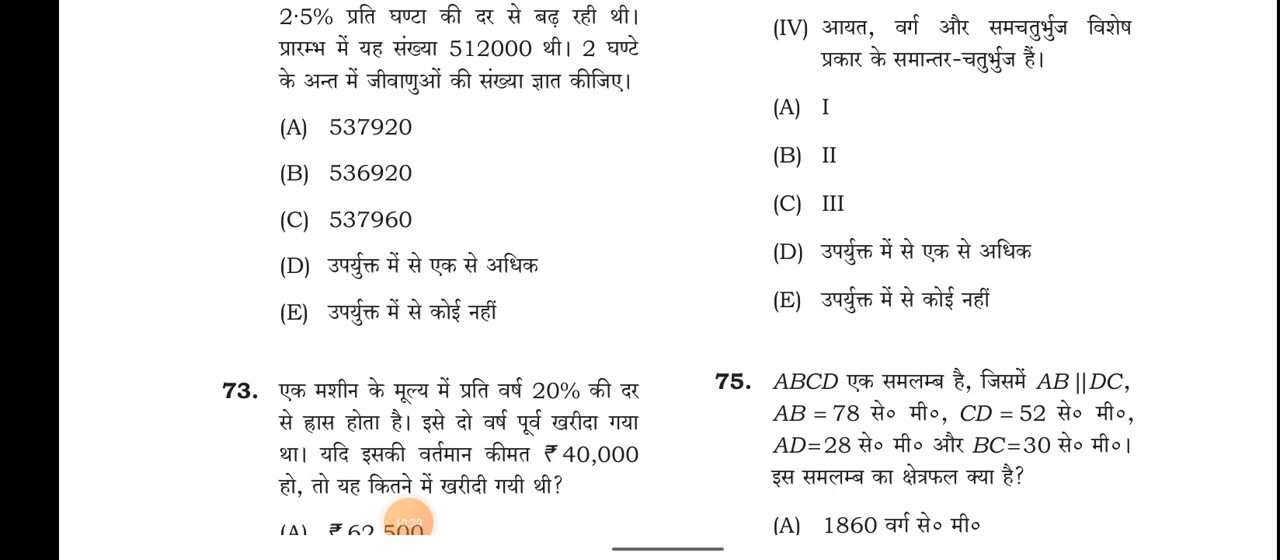 2·5% प्रति घण्टा की दर से बढ़ रही थी।
प्रारम्भ में यह संख्या 512000 थी। 2 घण्टे
के अन्त में जीवाणुओं की संख्या ज्ञात कीजिए।
(A) 537920
(B) 536920
(C) 537960
(D) उपर्युक्त में से एक से अधिक
(E) उपर्युक्त में से कोई नहीं
73. एक मशीन के मूल्य में प्रति वर्ष 20% की दर
से ह्रास होता है। इसे दो वर्ष पूर्व खरीदा गया
था। यदि इसकी वर्तमान कीमत ₹ 40,000
हो, तो यह कितने में खरीदी गयी थी?
(A) ₹ 62,500
(IV) आयत, वर्ग और समचतुर्भुज विशेष
प्रकार के समान्तर-चतुर्भुज हैं।
(A) I
(B) II
(C) III
(D) उपर्युक्त में से एक से अधिक
(E) उपर्युक्त में से कोई नहीं
75. ABCD एक समलम्ब है, जिसमें AB || DC,
AB = 78 से० मी०, CD = 52 से० मी०,
AD=28 से० मी० और BC=30 से० मी०।
इस समलम्ब का क्षेत्रफल क्या है?
(A) 1860 वर्ग से० मी०